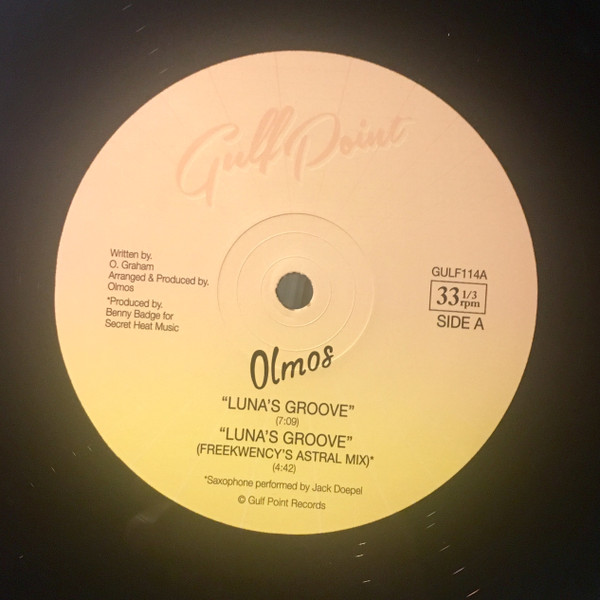 Gulf Point
Written by.
O. Graham
Arranged & Produced by.
Olmos
*Produced by.
Benny Badge for
Secret Heat Music
GULF114A
33 1/3 rpm
SIDE A
Olmos
“LUNA’S GROOVE”
(7:09)
“LUNA’S GROOVE”
(FREEKWENCY’S ASTRAL MIX)*
(4:42)
*Saxophone performed by Jack Doepel
© Gulf Point Records